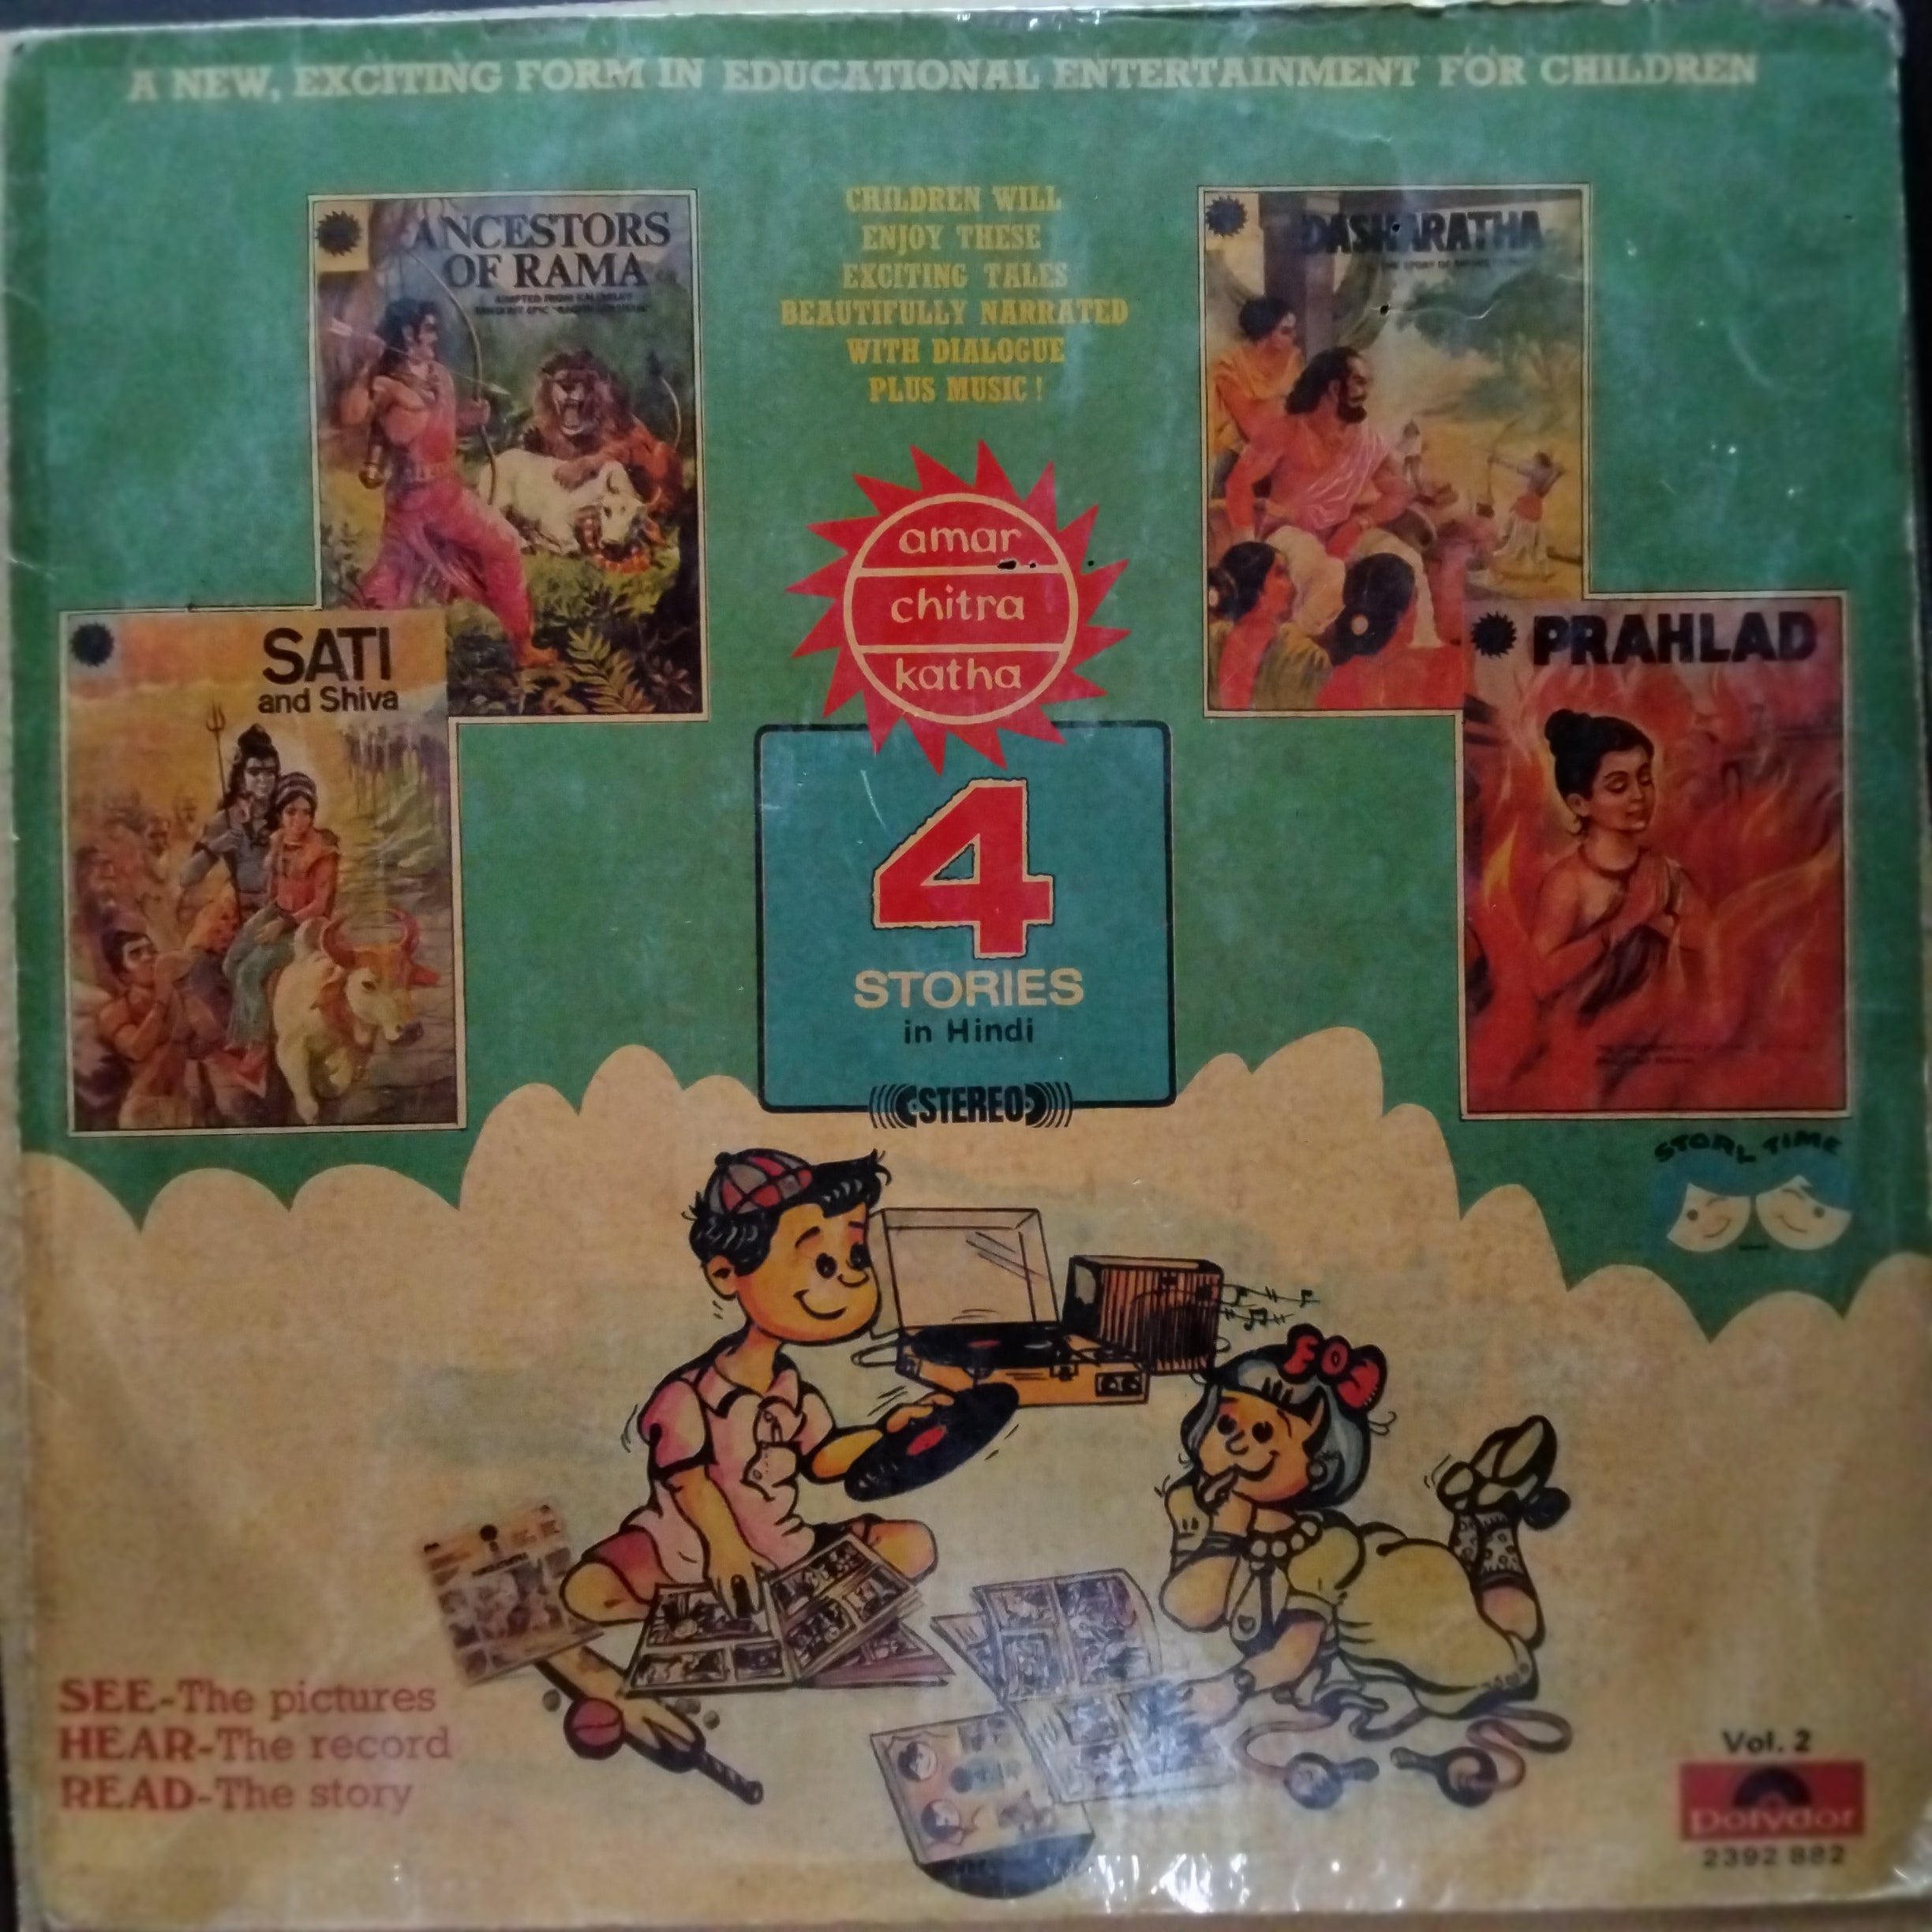 A NEW, EXCITING FORM IN EDUCATIONAL ENTERTAINMENT FOR CHILDREN
ANCESTORS
OF RAMA
CHILDREN WILL
ENJOY THESE
EXCITING TALES
BEAUTIFULLY NARRATED
WITH DIALOGUE
PLUS MUSIC !
DASHARATHA
SATI
and Shiva
amar
chitra
katha
PRAHLAD
4
STORIES
in Hindi
STEREO
STORY TIME
SEE-The pictures
HEAR-The record
READ-The story
Vol. 2
polydor
2392 882